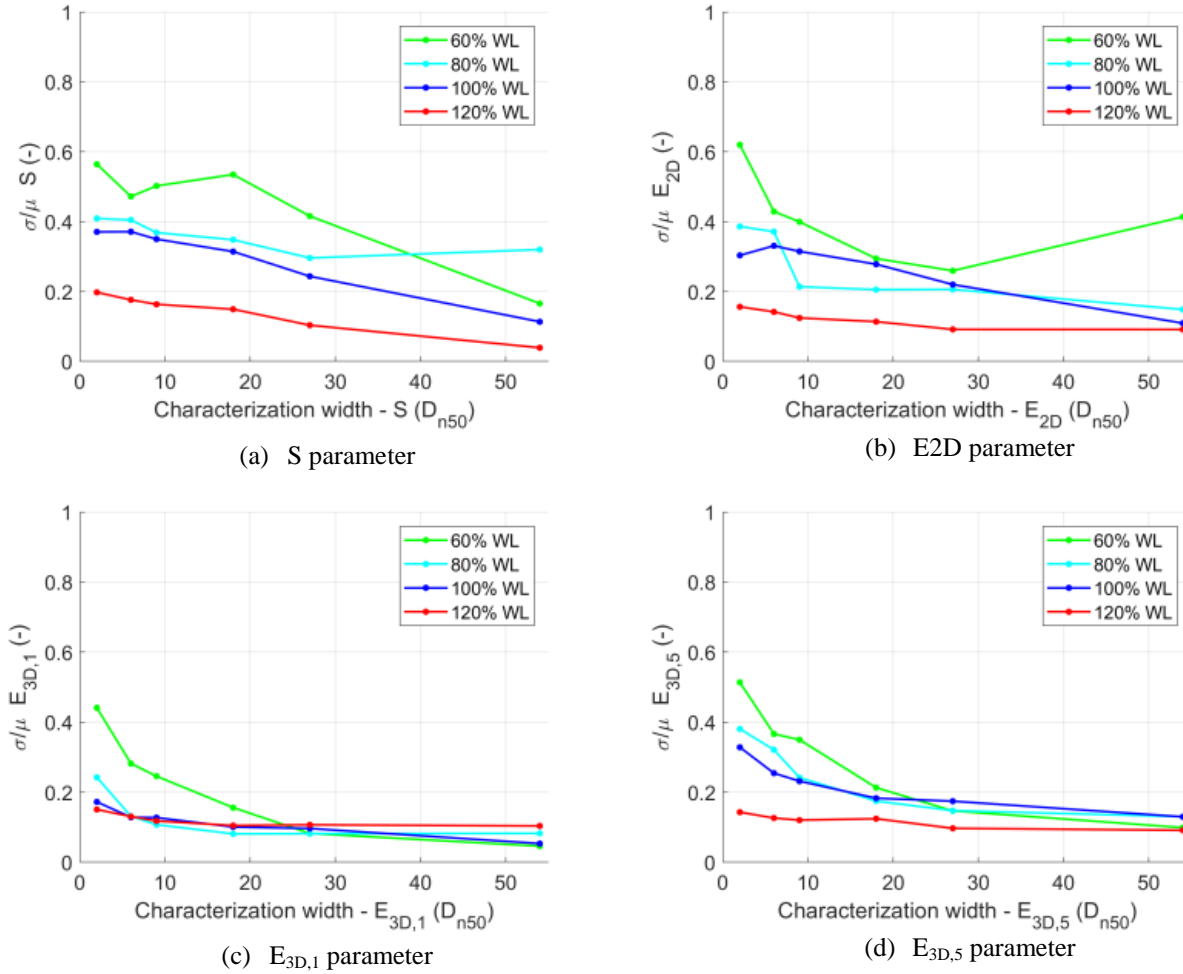 1
0.8
0.6
0.4
0.2
0
σ/μ S (-)
60% WL
80% WL
100% WL
120% WL
0 10 20 30 40 50
Characterization width - S (Dn50)
(a) S parameter
1
0.8
0.6
0.4
0.2
0
σ/μ E2D (-)
60% WL
80% WL
100% WL
120% WL
0 10 20 30 40 50
Characterization width - E2D (Dn50)
(b) E2D parameter
1
0.8
0.6
0.4
0.2
0
σ/μ E3D,1 (-)
60% WL
80% WL
100% WL
120% WL
0 10 20 30 40 50
Characterization width - E3D,1 (Dn50)
(c) E3D,1 parameter
1
0.8
0.6
0.4
0.2
0
σ/μ E3D,5 (-)
60% WL
80% WL
100% WL
120% WL
0 10 20 30 40 50
Characterization width - E3D,5 (Dn50)
(d) E3D,5 parameter